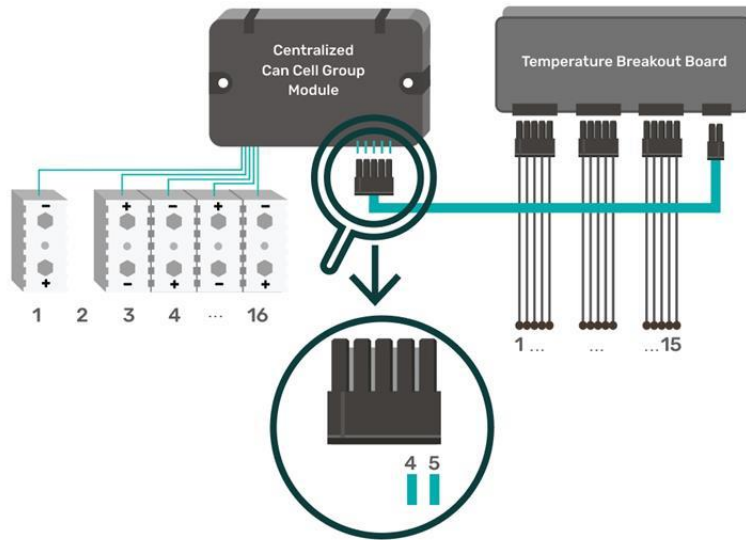 Centralized
Can Cell Group
Module
Temperature Breakout Board
- + - + -
+ - + - +
1 2 3 4 ... 16
1 ... ... ...15
4 5